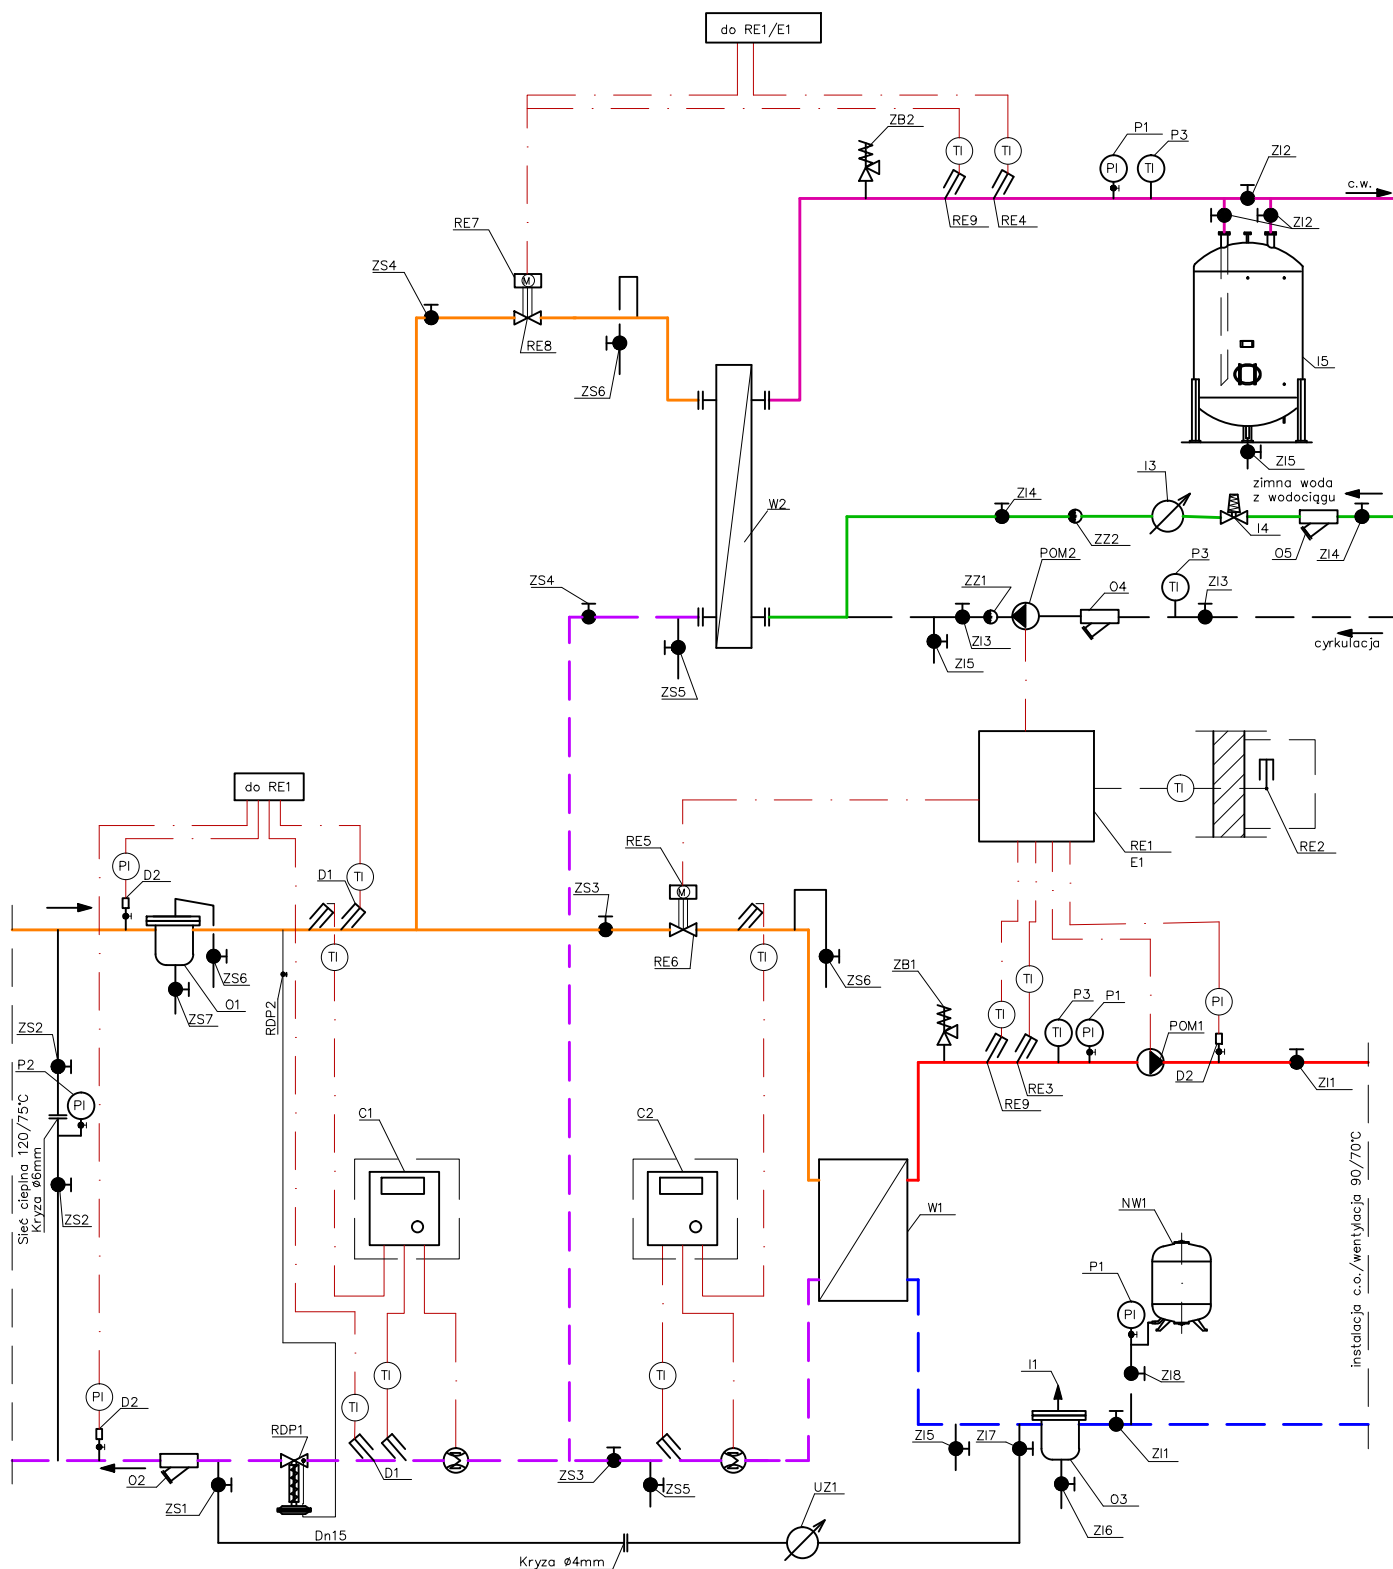 do RE1/E1
ZB2
P1
P3
TI
TI
PI
TI
ZI2
c.w.
RE9
RE4
ZI2
RE7
ZS4
M
RE8
ZS6
I5
ZI5
I3
zimna woda
z wodociągu
ZI4
W2
ZZ2
I4
O5
ZI4
POM2
P3
ZS4
ZZ1
O4
TI
ZI3
ZI3
ZI5
cyrkulacja
ZS5
do RE1
TI
RE5
RE1
E1
RE2
PI
D2
D1
TI
M
ZS3
ZS6
O1
ZS7
RDP2
TI
RE6
TI
ZS6
ZB1
TI
TI
P3
P1
PI
POM1
TI
PI
D2
ZI1
RE3
RE9
ZS2
P2
PI
Sieć cieplna 120/75°C
Kryza ø6mm
ZS2
C1
C2
W1
NW1
P1
PI
instalacja c.o./wentylacja 90/70°C
I1
ZI8
TI
TI
TI
PI
D2
RDP1
O2
ZS1
D1
ZS3
ZS5
ZI5
ZI7
ZI1
O3
ZI6
UZ1
Dn15
Kryza ø4mm